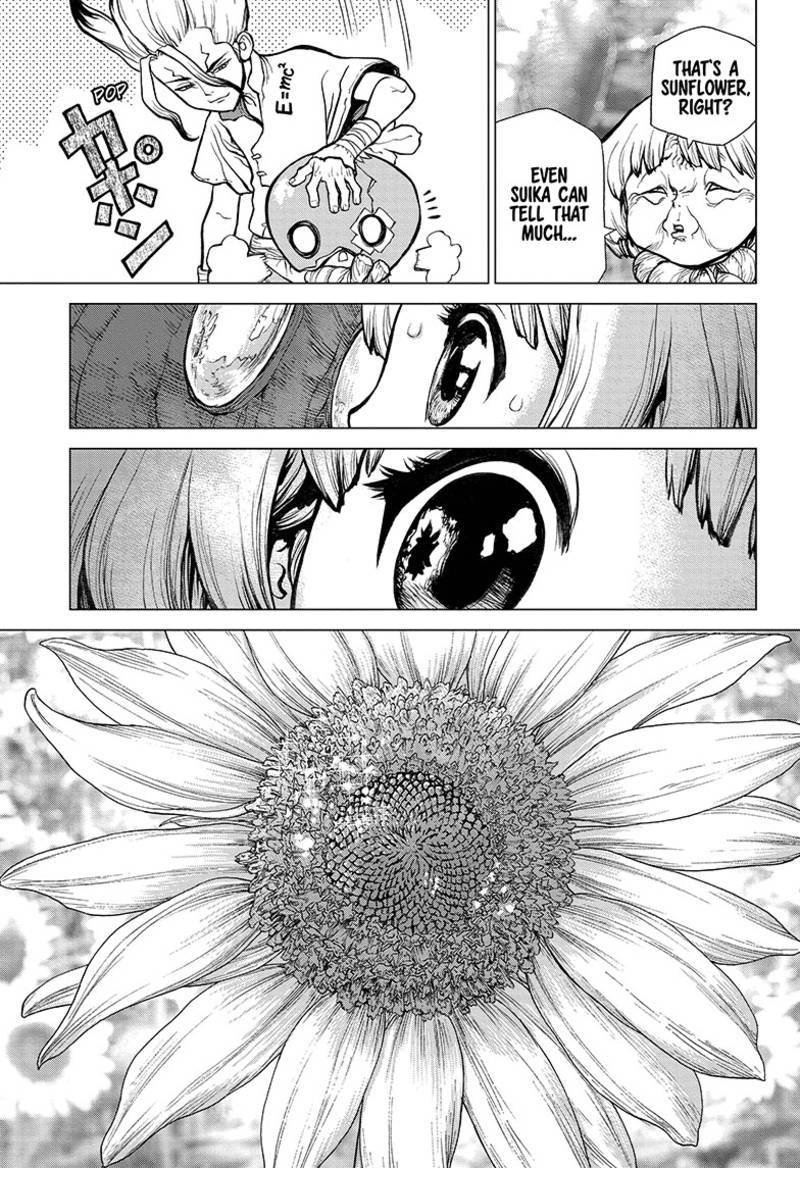 THAT'S A
SUNFLOWER,
RIGHT?
EVEN
SUIKA CAN
TELL THAT
MUCH...
POP
カポン
E=mc²